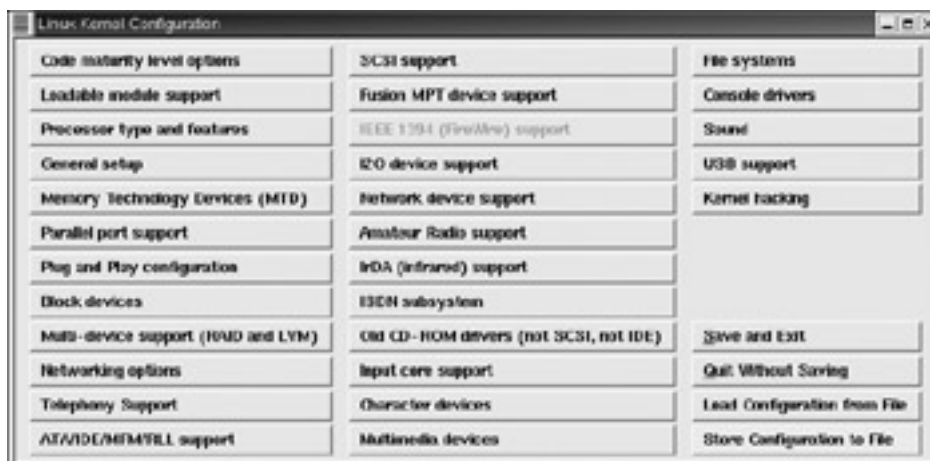 Linux Kernel Configuration
Code maturity level options
Loadable module support
Processor type and features
General setup
Memory Technology Devices (MTD)
Parallel port support
Plug and Play configuration
Block devices
Multi-device support (RAID and LVM)
Networking options
Telephony Support
ATA/IDE/MFM/RLL support
SCSI support
Fusion MPT device support
IEEE 1394 (FireWire) support
I2O device support
Network device support
Amateur Radio support
IrDA (infrared) support
ISDN subsystem
Old CD-ROM drivers (not SCSI, not IDE)
Input core support
Character devices
Multimedia devices
File systems
Console drivers
Sound
USB support
Kernel hacking
Save and Exit
Quit Without Saving
Load Configuration from File
Store Configuration to File